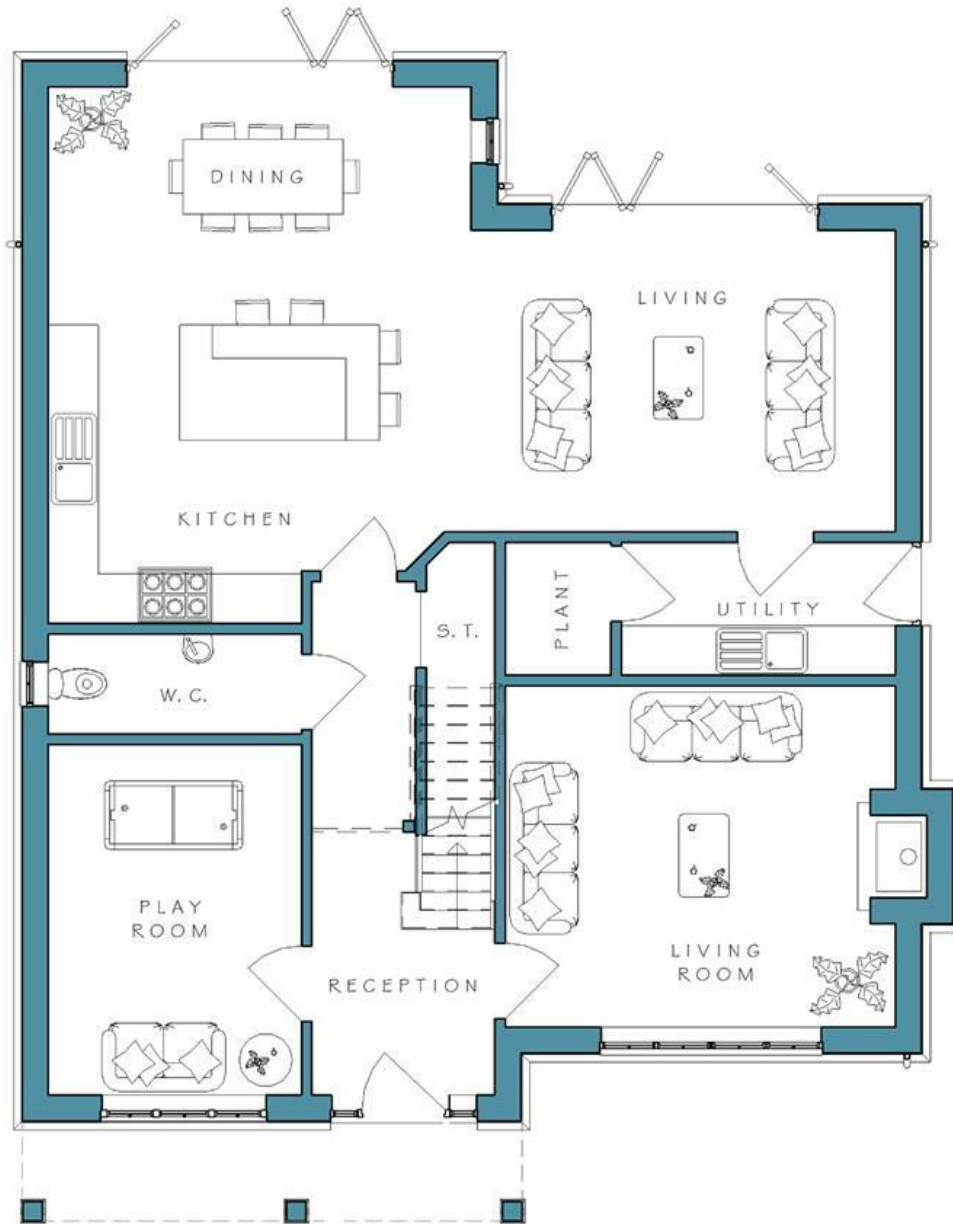 DINING
LIVING
KITCHEN
S.T.
PLANT
UTILITY
W.C.
PLAY
ROOM
LIVING
ROOM
RECEPTION